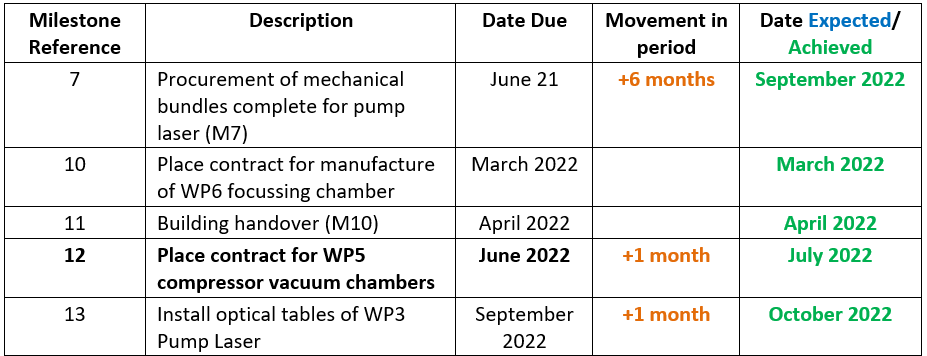 Milestone Reference | Description | Date Due | Movement in period | Date Expected/ Achieved
7 | Procurement of mechanical bundles complete for pump laser (M7) | June 21 | +6 months | September 2022
10 | Place contract for manufacture of WP6 focussing chamber | March 2022 | | March 2022
11 | Building handover (M10) | April 2022 | | April 2022
12 | Place contract for WP5 compressor vacuum chambers | June 2022 | +1 month | July 2022
13 | Install optical tables of WP3 Pump Laser | September 2022 | +1 month | October 2022